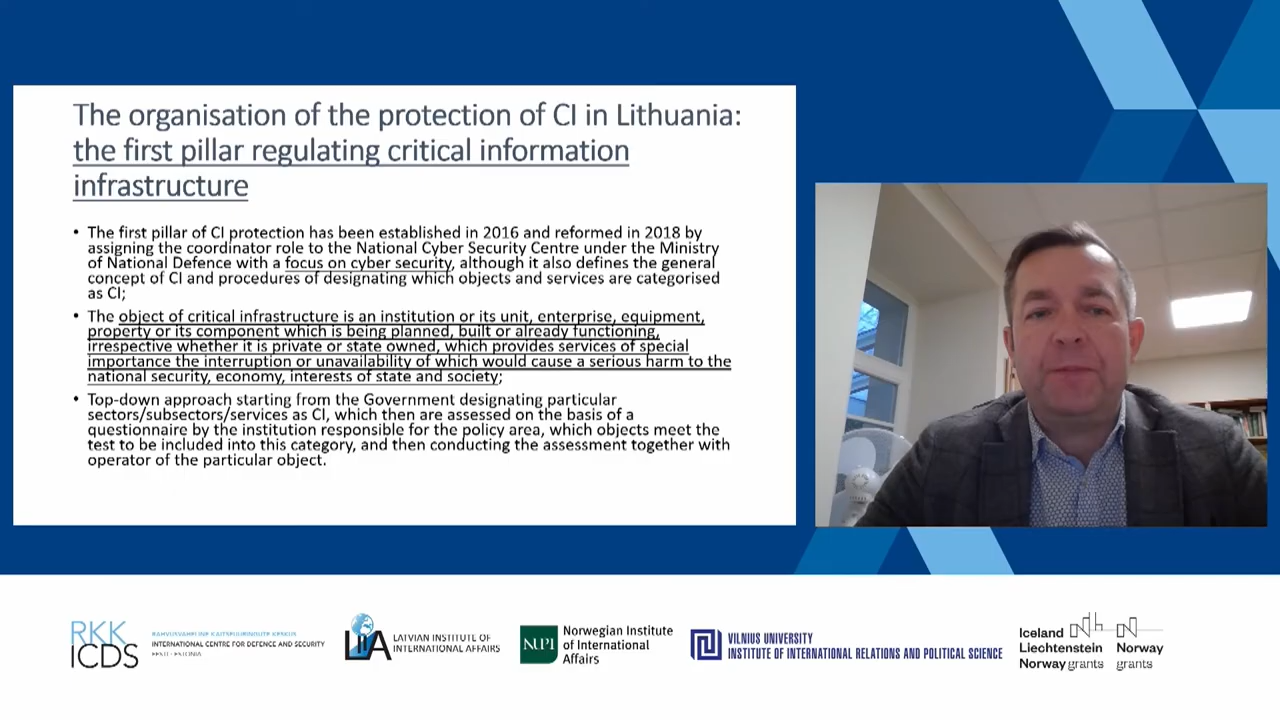 The organisation of the protection of CI in Lithuania:
the first pillar regulating critical information
infrastructure
• The first pillar of CI protection has been established in 2016 and reformed in 2018 by
assigning the coordinator role to the National Cyber Security Centre under the Ministry
of National Defence with a focus on cyber security, although it also defines the general
concept of CI and procedures of designating which objects and services are categorised
as CI;
• The object of critical infrastructure is an institution or its unit, enterprise, equipment,
property or its component which is being planned, built or already functioning,
irrespective whether it is private or state owned, which provides services of special
importance the interruption or unavailability of which would cause a serious harm to the
national security, economy, interests of state and society;
• Top-down approach starting from the Government designating particular
sectors/subsectors/services as CI, which then are assessed on the basis of a
questionnaire by the institution responsible for the policy area, which objects meet the
test to be included into this category, and then conducting the assessment together with
operator of the particular object.
RKK
ICDS
RAHVUSVAHELINE KAITSEUURINGUTE KESKUS
INTERNATIONAL CENTRE FOR DEFENCE AND SECURITY
EESTI · ESTONIA
LIIA
LATVIAN INSTITUTE OF
INTERNATIONAL AFFAIRS
NUPI
Norwegian Institute
of International
Affairs
VILNIUS UNIVERSITY
INSTITUTE OF INTERNATIONAL RELATIONS AND POLITICAL SCIENCE
Iceland
Liechtenstein
Norway grants
Norway
grants